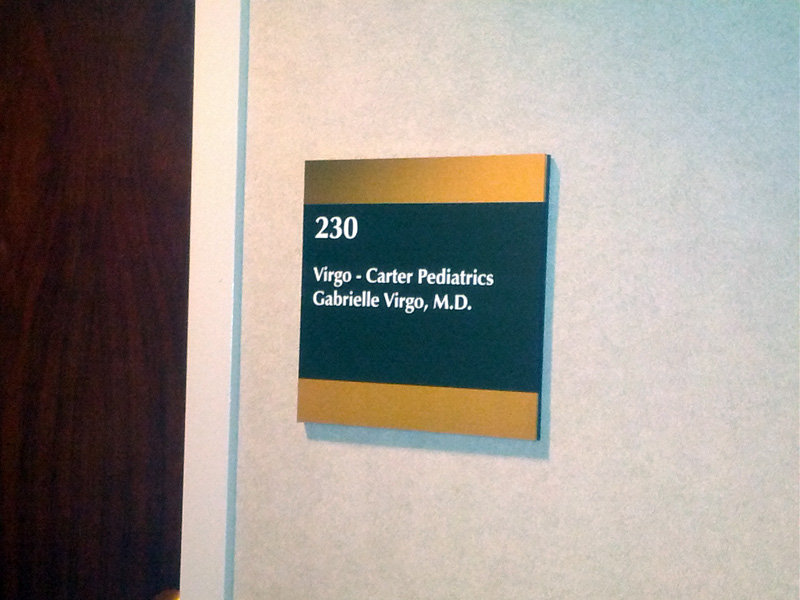 230
Virgo - Carter Pediatrics
Gabrielle Virgo, M.D.